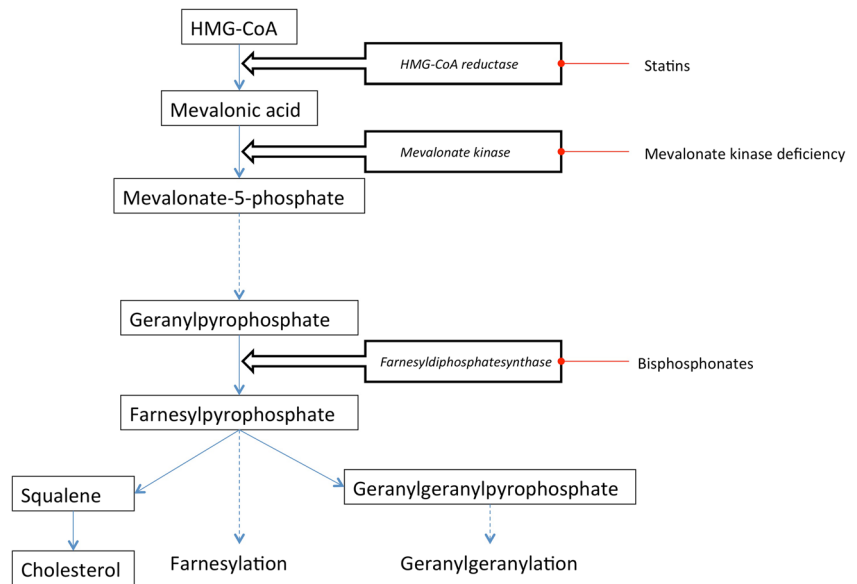 HMG-CoA
HMG-CoA reductase
Statins
Mevalonic acid
Mevalonate kinase
Mevalonate kinase deficiency
Mevalonate-5-phosphate
Geranylpyrophosphate
Farnesyldiphosphatesynthase
Bisphosphonates
Farnesylpyrophosphate
Squalene
Geranylgeranylpyrophosphate
Cholesterol
Farnesylation
Geranylgeranylation